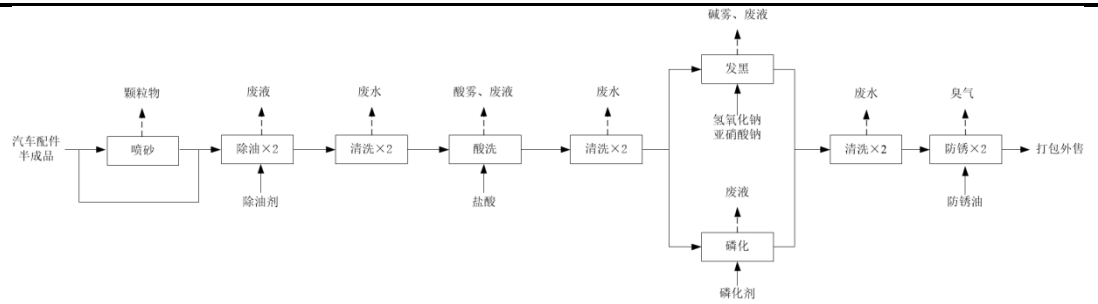 碱雾、废液
发黑
氢氧化钠
亚硝酸钠
颗粒物
废液
废水
酸雾、废液
废水
废水
臭气
汽车配件
半成品
喷砂
除油×2
清洗×2
酸洗
清洗×2
清洗×2
防锈×2
打包外售
除油剂
盐酸
防锈油
废液
磷化
磷化剂